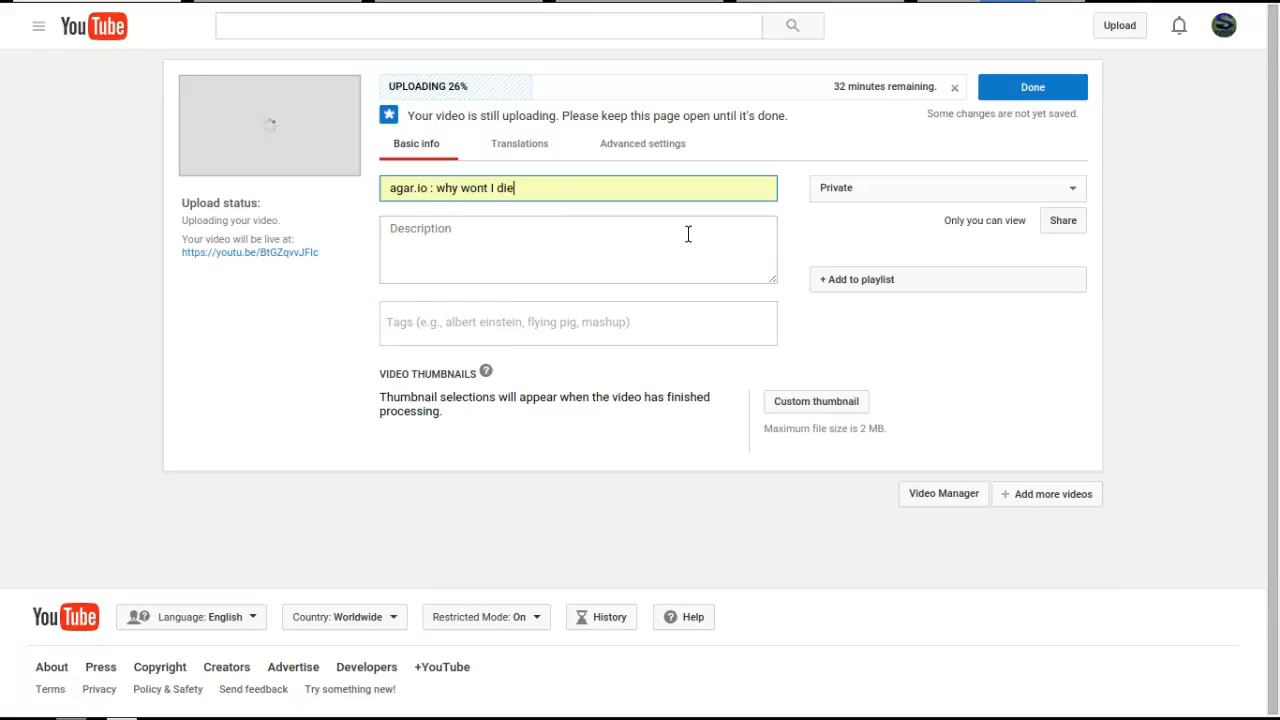 YouTube
Upload
UPLOADING 26%
32 minutes remaining.
Done
Your video is still uploading. Please keep this page open until it's done.
Some changes are not yet saved.
Basic info
Translations
Advanced settings
agar.io : why wont I die
Private
Upload status:
Uploading your video.
Your video will be live at:
https://youtu.be/BtGZqvvJFIc
Description
Only you can view
Share
+ Add to playlist
Tags (e.g., albert einstein, flying pig, mashup)
VIDEO THUMBNAILS ?
Thumbnail selections will appear when the video has finished
processing.
Custom thumbnail
Maximum file size is 2 MB.
Video Manager
+ Add more videos
YouTube
Language: English
Country: Worldwide
Restricted Mode: On
History
? Help
About Press Copyright Creators Advertise Developers +YouTube
Terms Privacy Policy & Safety Send feedback Try something new!